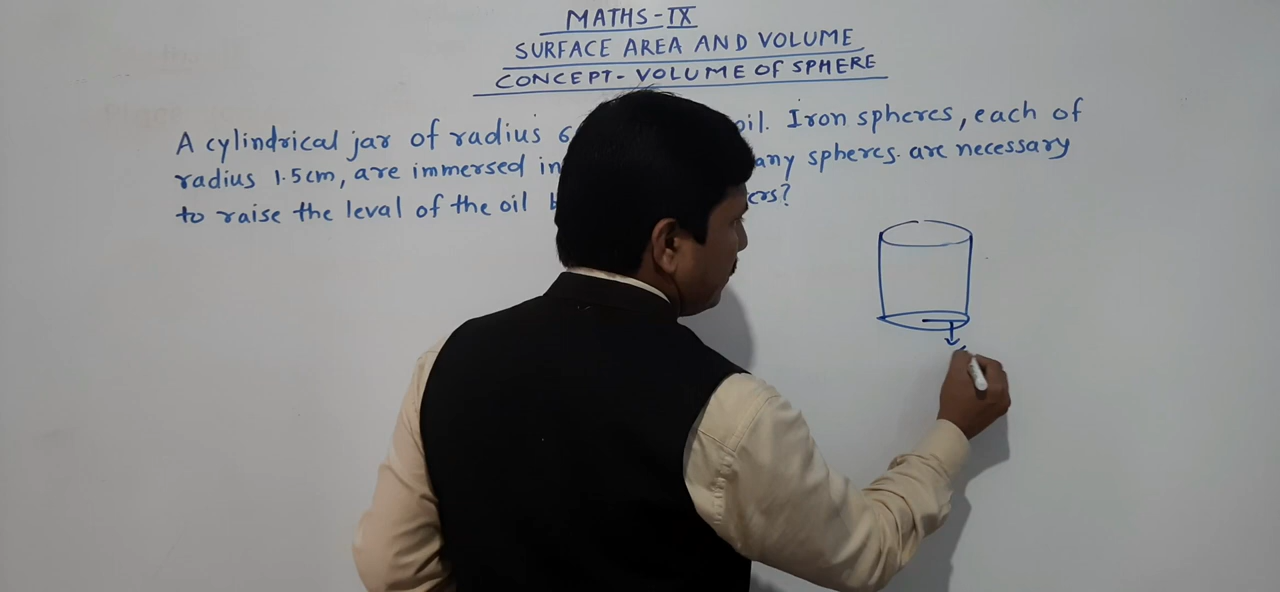 MATHS-IX
SURFACE AREA AND VOLUME
CONCEPT-VOLUME OF SPHERE
A cylindrical jar of radius 6 oil. Iron spheres, each of
radius 1.5cm, are immersed in any spheres. are necessary
to raise the leval of the oil ers?